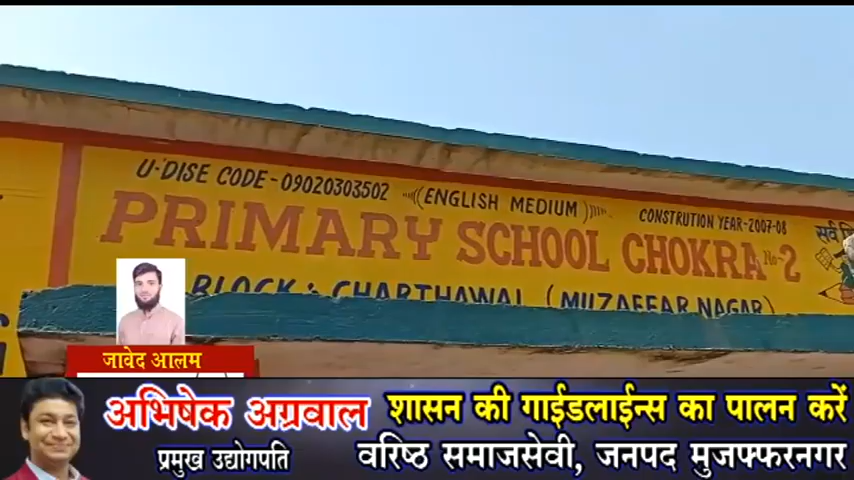 U-DISE CODE-09020303502 (ENGLISH MEDIUM) CONSTRUTION YEAR-2007-08
PRIMARY SCHOOL CHOKRA No-2
BLOCK: CHARTHAWAL (MUZAFFAR NAGAR)
सर्व
जावेद आलम
अभिषेक अग्रवाल
प्रमुख उद्योगपति
शासन की गाईडलाईन्स का पालन करें
वरिष्ठ समाजसेवी, जनपद मुजफ्फरनगर